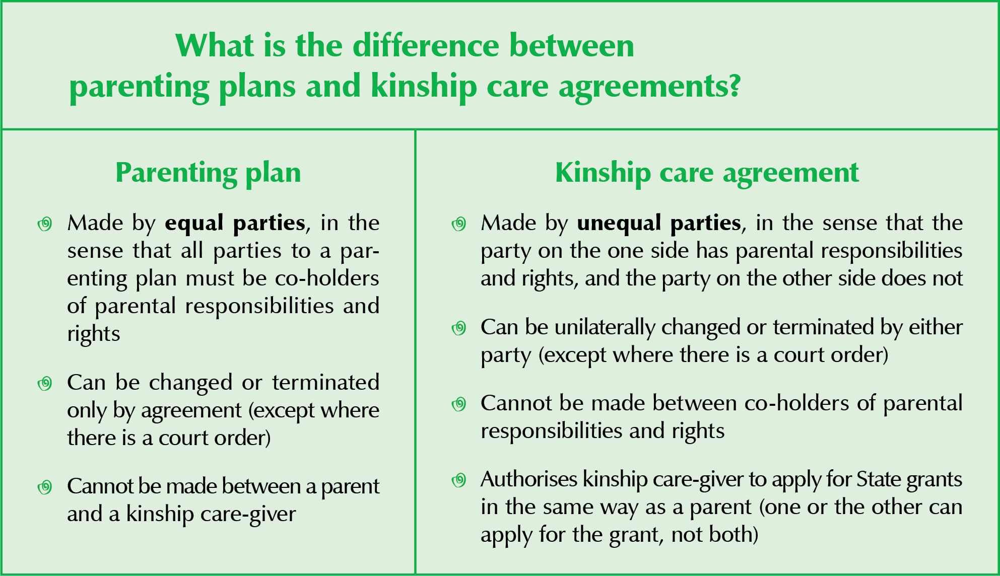 What is the difference between
parenting plans and kinship care agreements?
Parenting plan
Made by equal parties, in the
sense that all parties to a par-
enting plan must be co-holders
of parental responsibilities and
rights
Can be changed or terminated
only by agreement (except where
there is a court order)
Cannot be made between a parent
and a kinship care-giver
Kinship care agreement
Made by unequal parties, in the sense that the
party on the one side has parental responsibilities
and rights, and the party on the other side does not
Can be unilaterally changed or terminated by either
party (except where there is a court order)
Cannot be made between co-holders of parental
responsibilities and rights
Authorises kinship care-giver to apply for State grants
in the same way as a parent (one or the other can
apply for the grant, not both)